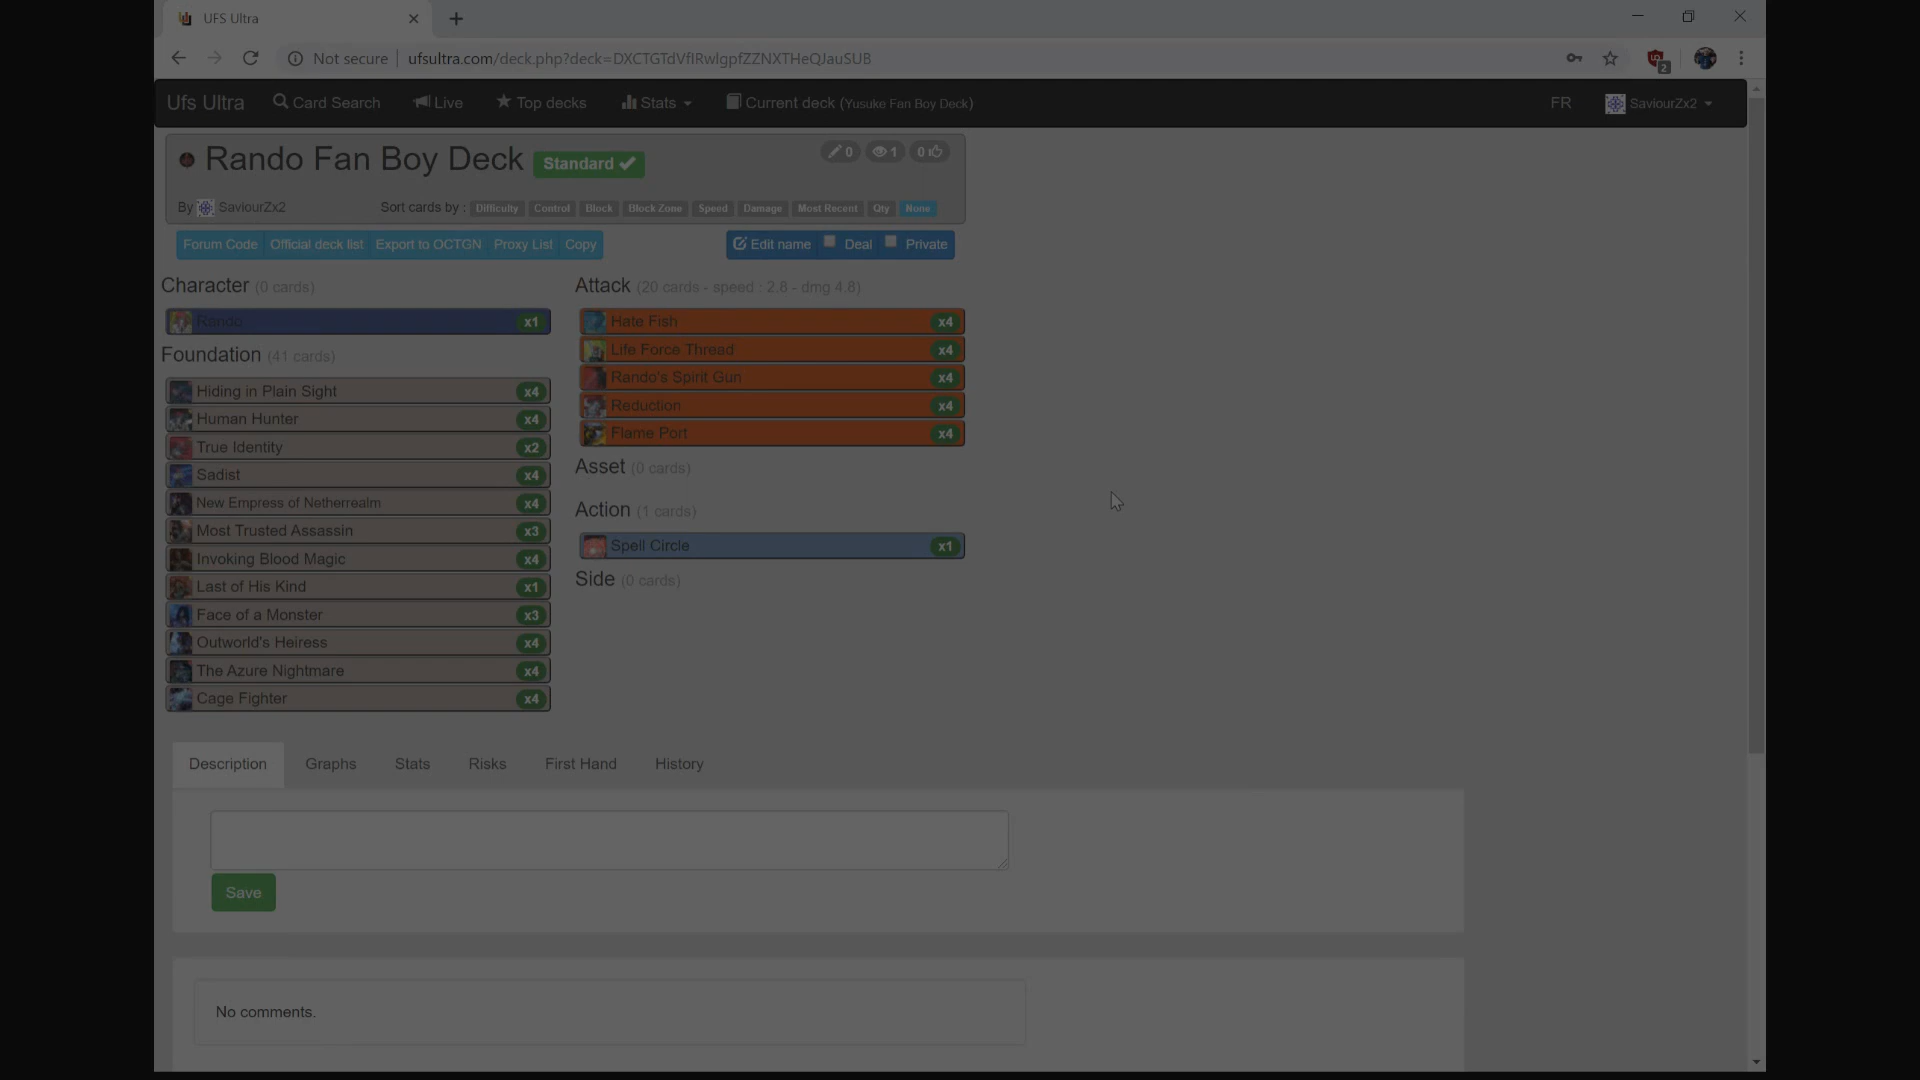 UFS Ultra
Not secure ufsultra.com/deck.php?deck=DXCTGTdVfIRwIgpfZZNXTHeQJauSUB
2
Ufs Ultra Card Search Live Top decks Stats Current deck (Yusuke Fan Boy Deck) FR SaviourZx2
Rando Fan Boy Deck Standard 0 1 0
By SaviourZx2 Sort cards by : Difficulty Control Block Block Zone Speed Damage Most Recent Qty None
Forum Code Official deck list Export to OCTGN Proxy List Copy Edit name Deal Private
Character (0 cards)
Rando x1
Foundation (41 cards)
Hiding in Plain Sight x4
Human Hunter x4
True Identity x2
Sadist x4
New Empress of Netherrealm x4
Most Trusted Assassin x3
Invoking Blood Magic x4
Last of His Kind x1
Face of a Monster x3
Outworld's Heiress x4
The Azure Nightmare x4
Cage Fighter x4
Attack (20 cards - speed : 2.8 - dmg 4.8)
Hate Fish x4
Life Force Thread x4
Rando's Spirit Gun x4
Reduction x4
Flame Port x4
Asset (0 cards)
Action (1 cards)
Spell Circle x1
Side (0 cards)
Description Graphs Stats Risks First Hand History
Save
No comments.